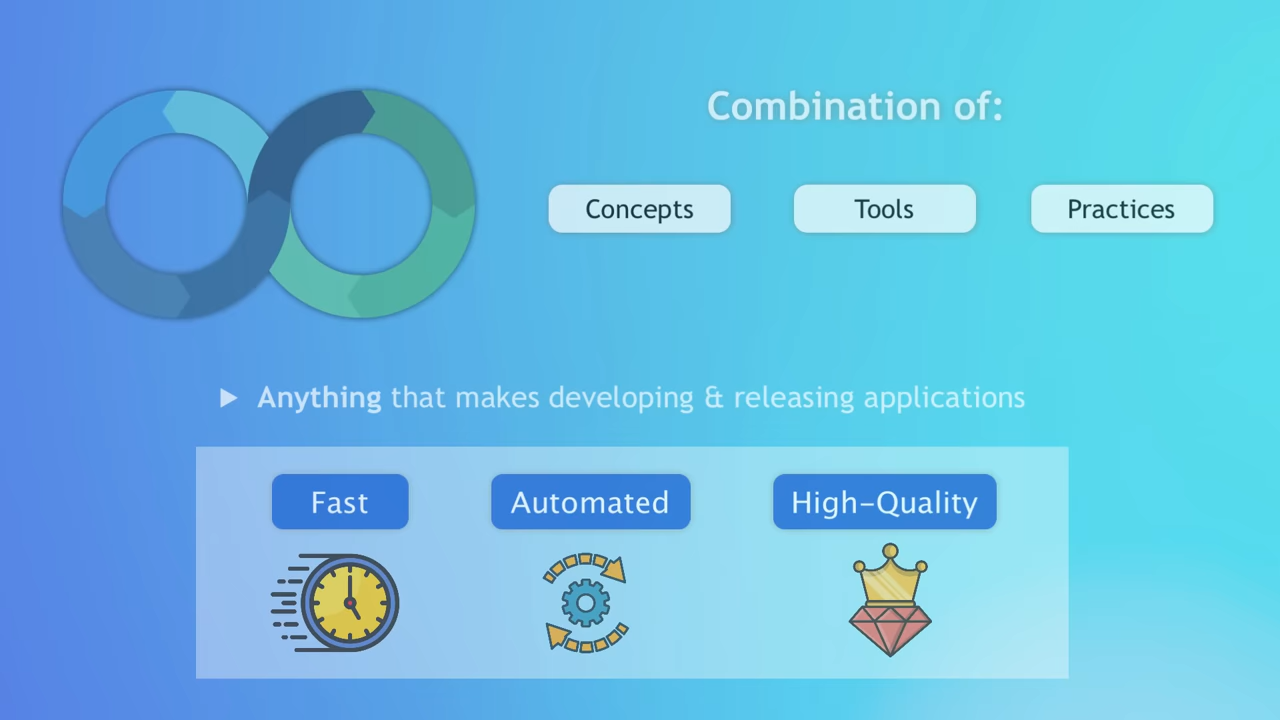 Combination of:
Concepts
Tools
Practices
Anything that makes developing & releasing applications
Fast
Automated
High-Quality